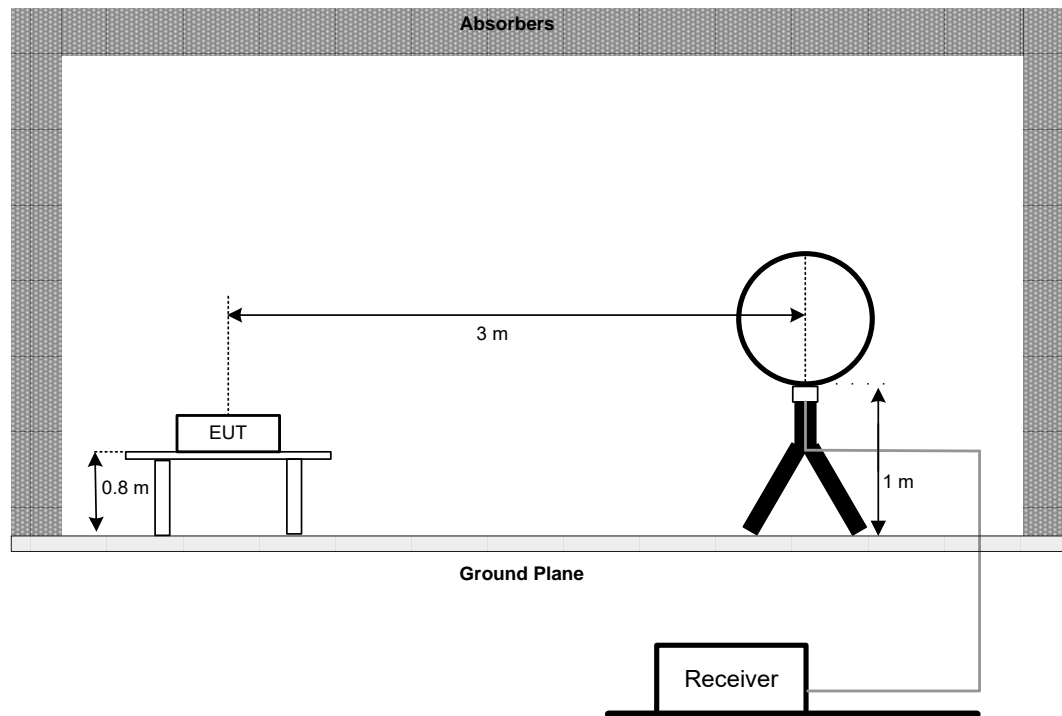 Absorbers
3 m
EUT
0.8 m
1 m
Ground Plane
Receiver